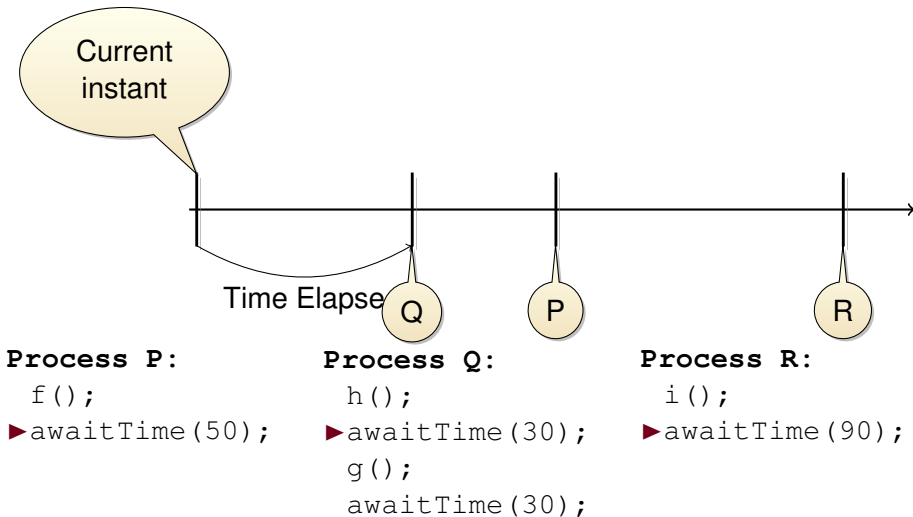 Current
instant
Time Elapse
Q
P
R
Process P:
f();
▶awaitTime(50);
Process Q:
h();
▶awaitTime(30);
g();
awaitTime(30);
Process R:
i();
▶awaitTime(90);